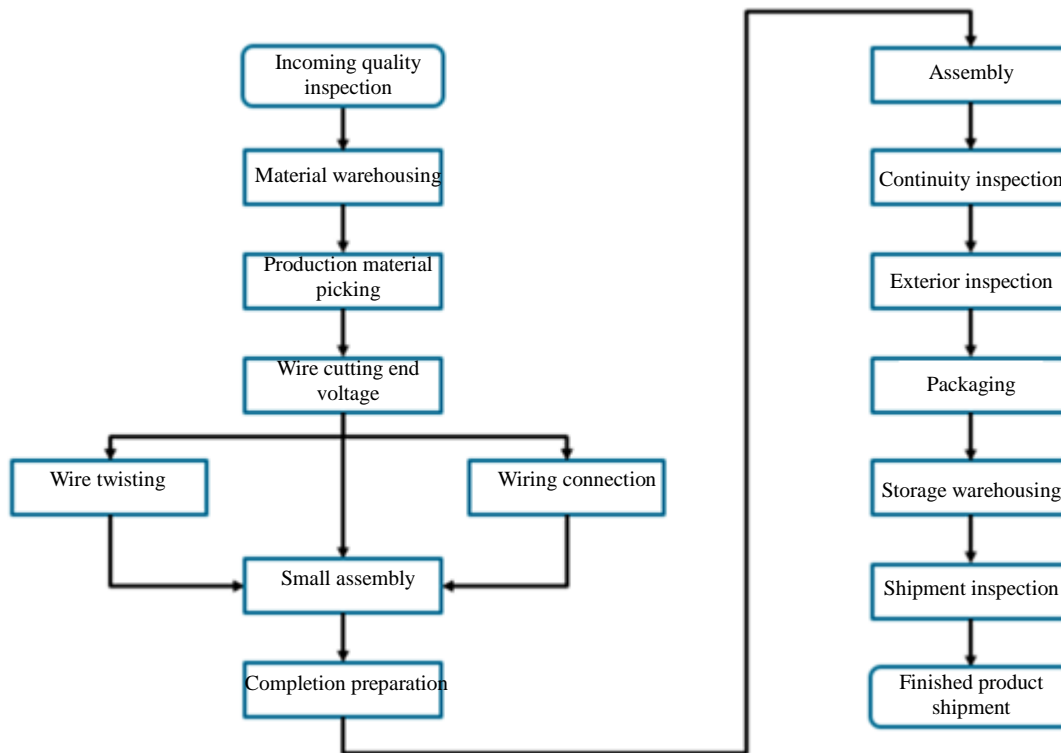 Incoming quality
inspection
Material warehousing
Production material
picking
Wire cutting end
voltage
Wire twisting
Wiring connection
Small assembly
Completion preparation
Assembly
Continuity inspection
Exterior inspection
Packaging
Storage warehousing
Shipment inspection
Finished product
shipment